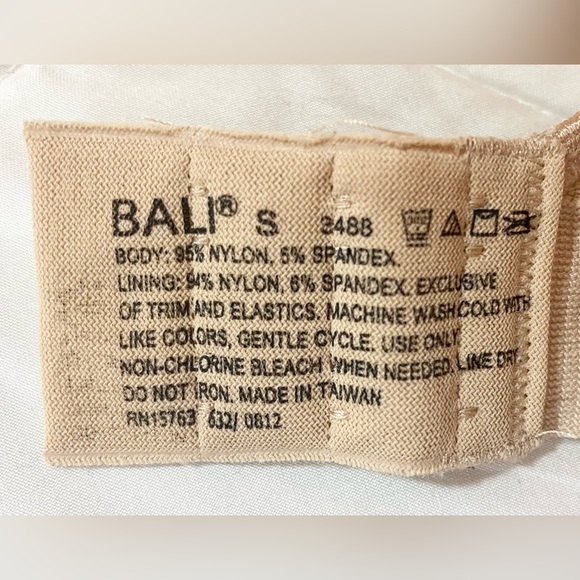 BALI® S 3488
BODY: 95% NYLON, 5% SPANDEX.
LINING: 94% NYLON, 6% SPANDEX. EXCLUSIVE
OF TRIM AND ELASTICS. MACHINE WASH COLD WITH
LIKE COLORS, GENTLE CYCLE. USE ONLY
NON-CHLORINE BLEACH WHEN NEEDED. LINE DRY.
DO NOT IRON. MADE IN TAIWAN
RN15763 632/ 0812